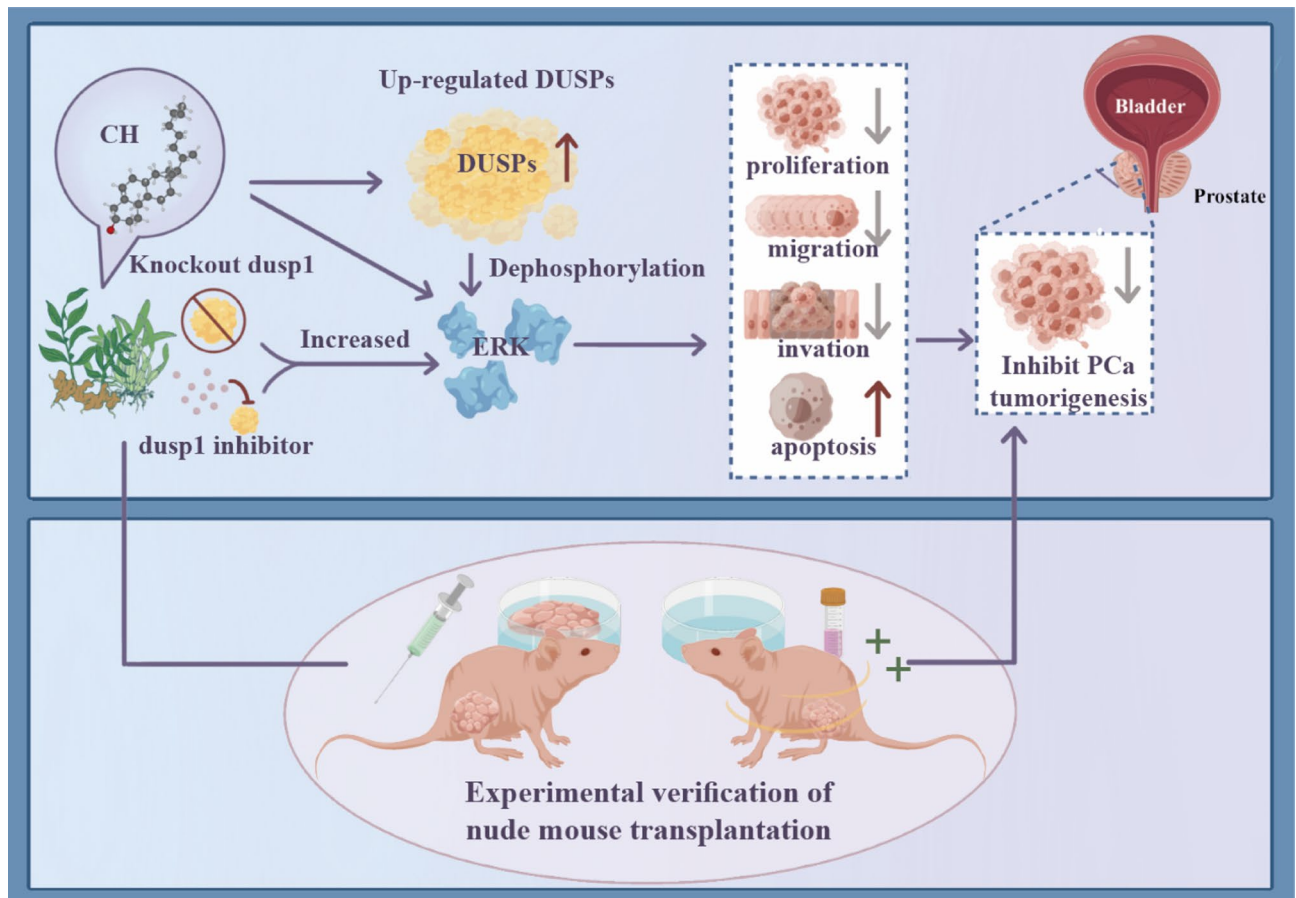 Up-regulated DUSPs
CH
DUSPs
Knockout dusp1
Dephosphorylation
Increased
ERK
dusp1 inhibitor
proliferation
migration
invation
apoptosis
Bladder
Prostate
Inhibit PCa
tumorigenesis
Experimental verification of
nude mouse transplantation